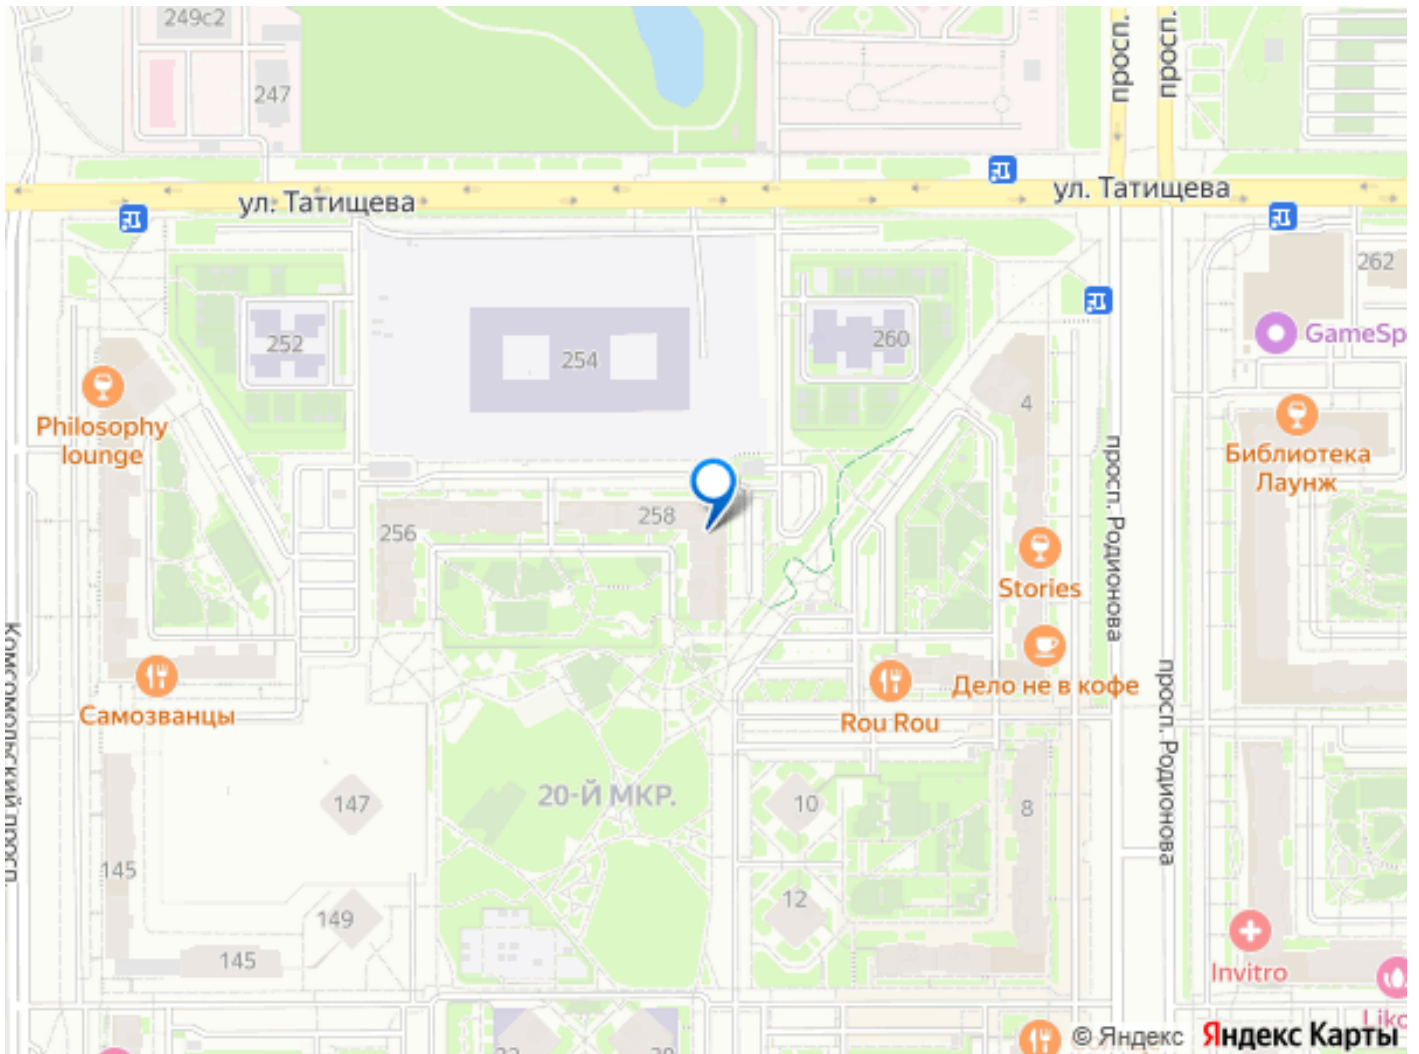 249с2
просп.
просп.
247
ул. Татищева
ул. Татищева
262
GameSp
252
254
260
4
Philosophy
lounge
просп. Родионова
Библиотека
Лаунж
256
258
Stories
Комсомольский просп.
Дело не в кофе
просп. Родионова
Самозванцы
Rou Rou
147
20-Й МКР.
10
8
145
149
12
145
Invitro
Liko
© Яндекс
Яндекс Карты